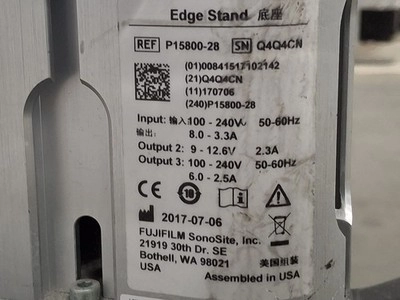 Edge Stand 底座
REF P15800-28 SN Q4Q4CN
(01)00841517102142
(21)Q4Q4CN
(11)170706
(240)P15800-28
Input: 输入 100 - 240V~ 50-60Hz
输出: 8.0 - 3.3A
Output 2: 9 - 12.6V 2.3A
Output 3: 100 - 240V 50-60Hz
6.0 - 2.5A
CE 10
2017-07-06
FUJIFILM SonoSite, Inc.
21919 30th Dr. SE
Bothell, WA 98021 美国组装
USA Assembled in USA